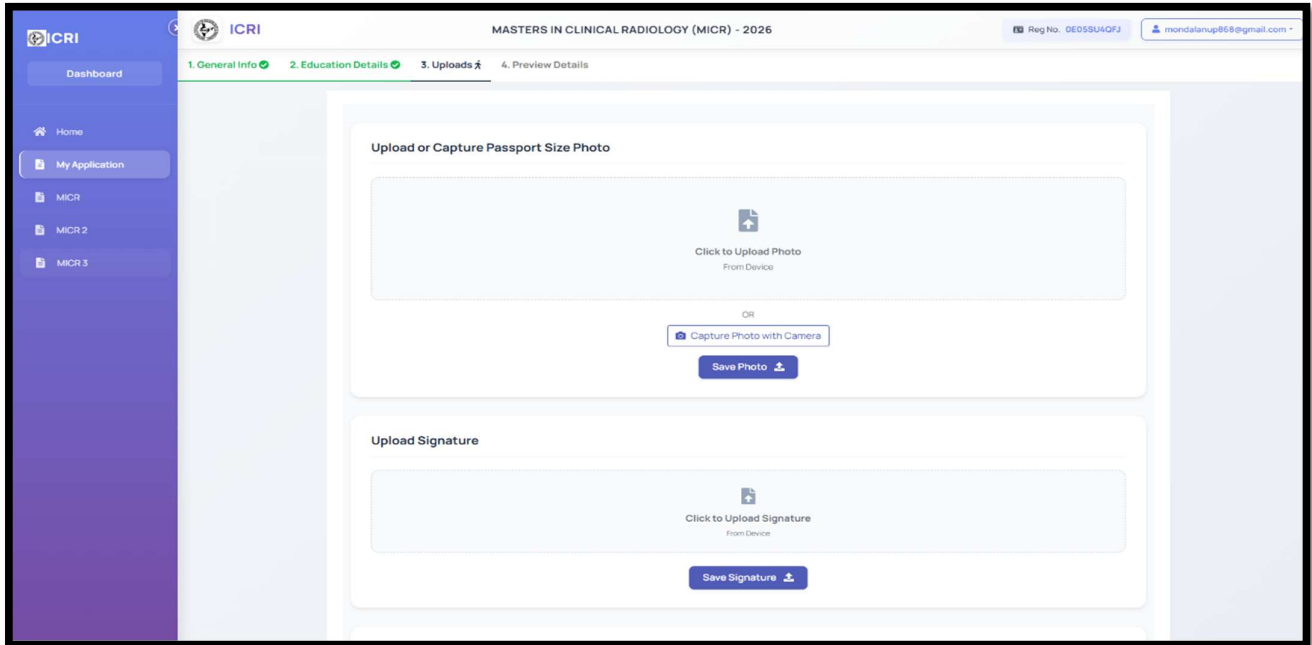 ICRI
Dashboard
Home
My Application
MICR
MICR 2
MICR 3
ICRI
MASTERS IN CLINICAL RADIOLOGY (MICR) - 2026
Reg No. 0E05SU4QFJ
mondalanup868@gmail.com
1. General Info
2. Education Details
3. Uploads
4. Preview Details
Upload or Capture Passport Size Photo
Click to Upload Photo
From Device
OR
Capture Photo with Camera
Save Photo
Upload Signature
Click to Upload Signature
From Device
Save Signature